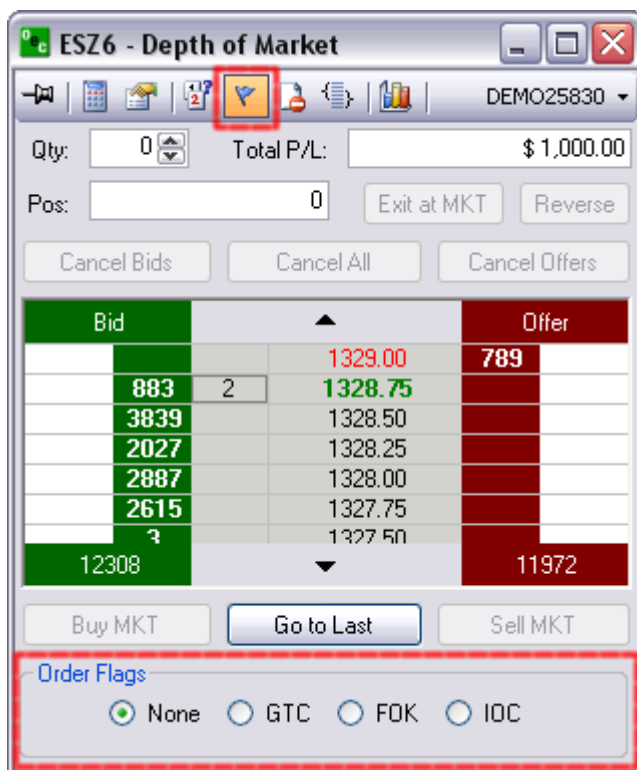 ESZ6 - Depth of Market
DEMO25830
Qty: 0 Total P/L: $ 1,000.00
Pos: 0 Exit at MKT Reverse
Cancel Bids Cancel All Cancel Offers
Bid Offer
1329.00 789
883 2 1328.75
3839 1328.50
2027 1328.25
2887 1328.00
2615 1327.75
3 1327.50
12308 11972
Buy MKT Go to Last Sell MKT
Order Flags
None GTC FOK IOC